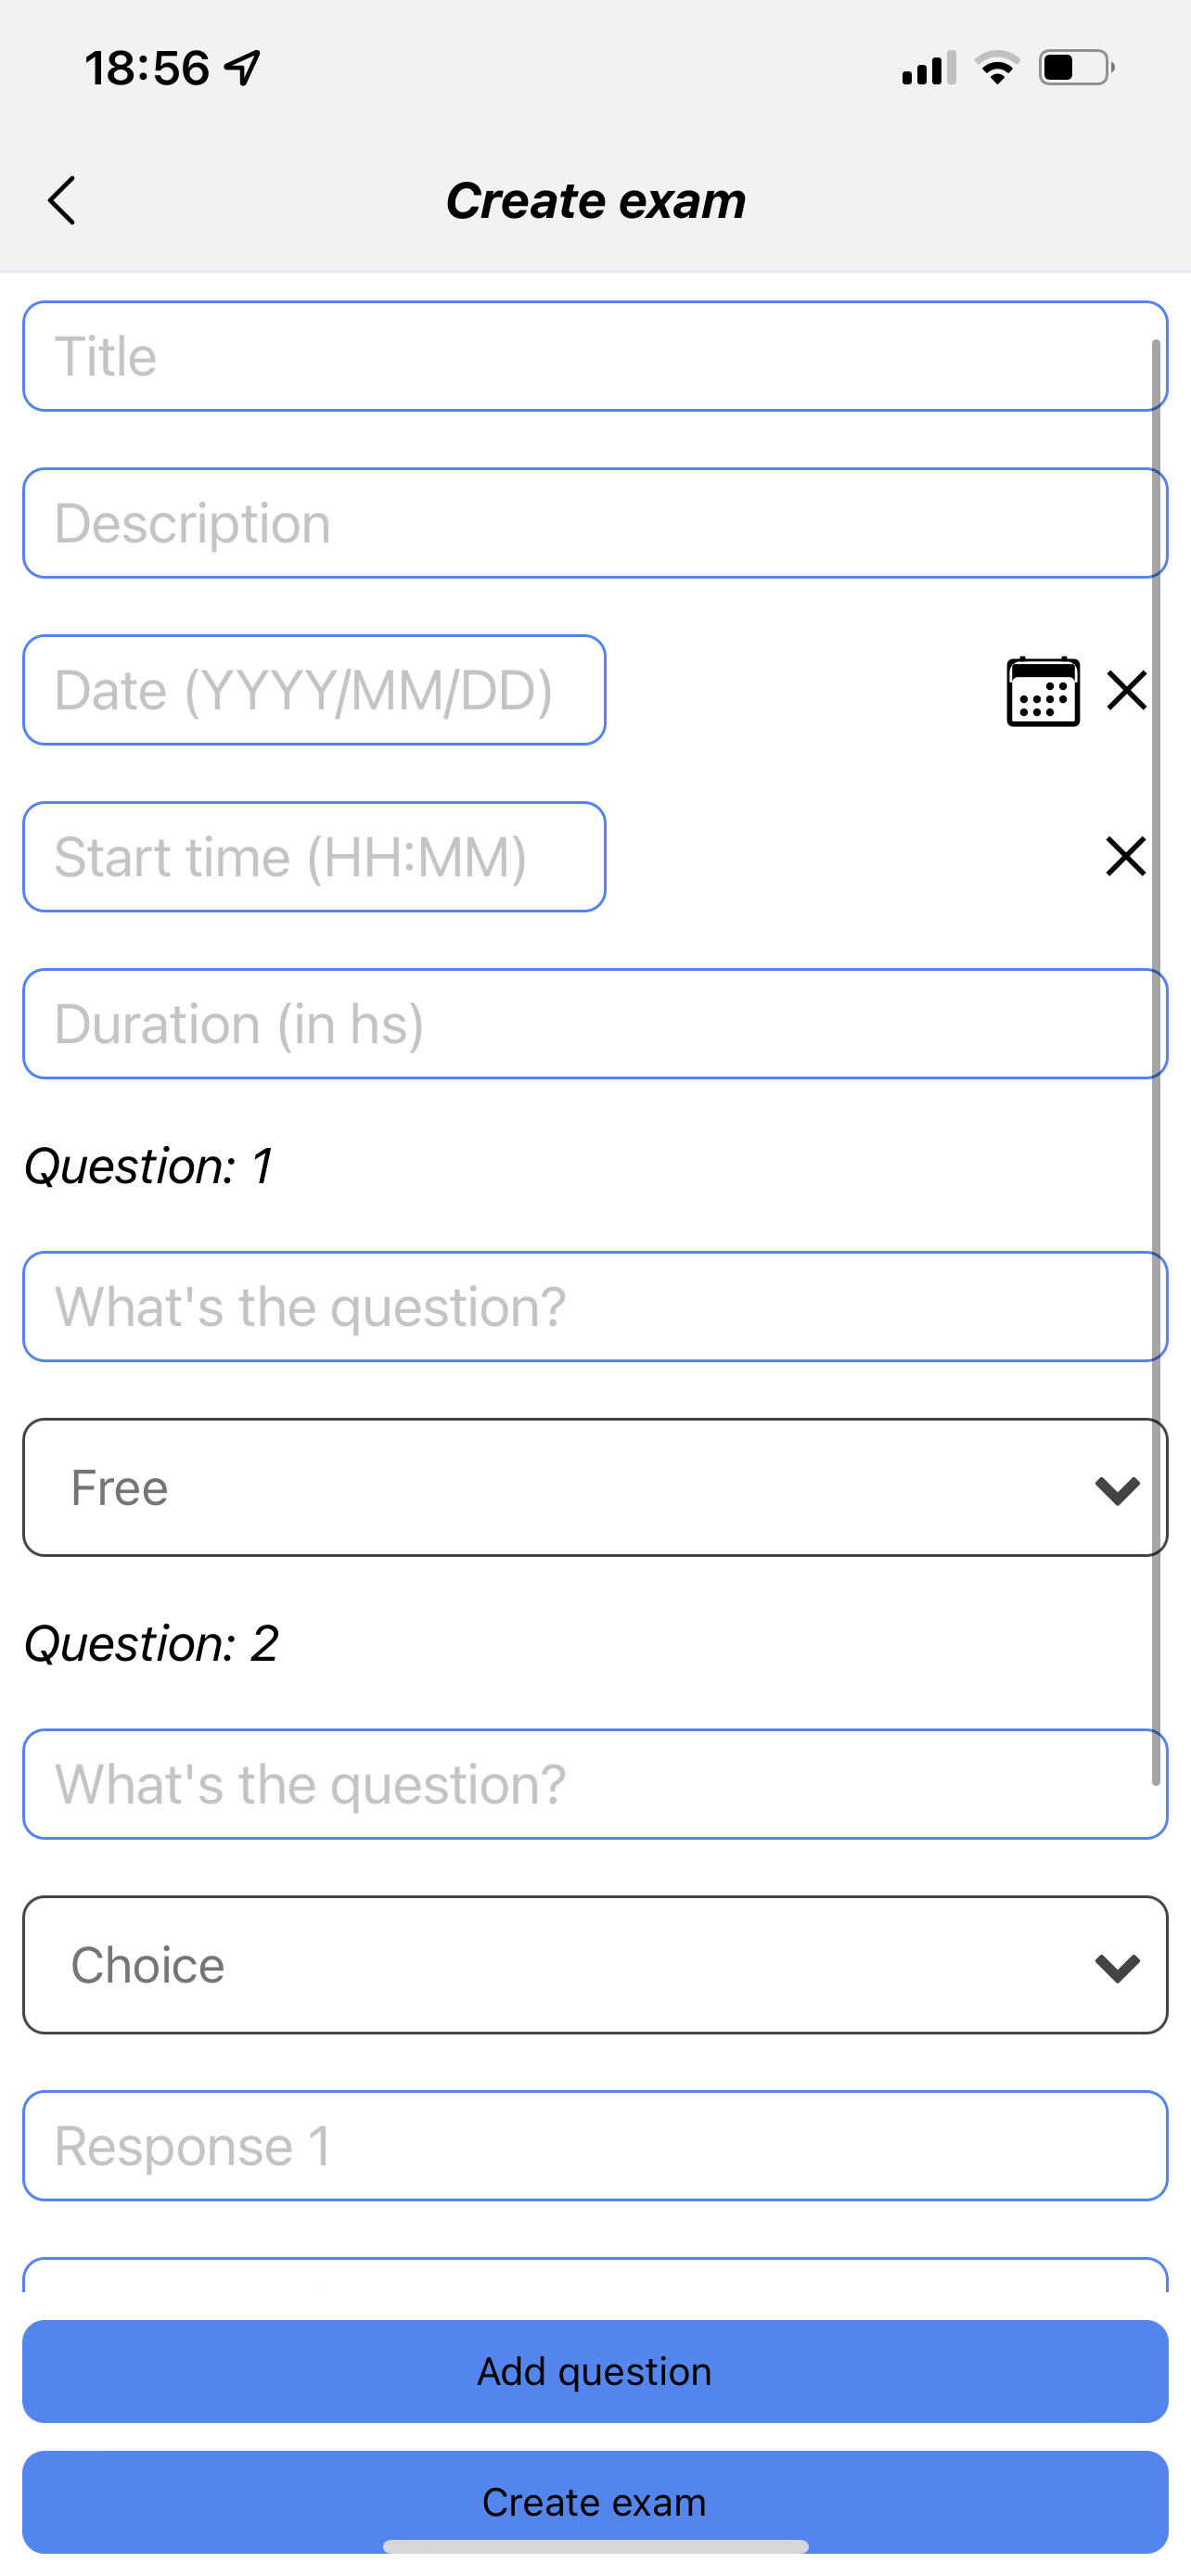 18:56
Create exam
Title
Description
Date (YYYY/MM/DD)
Start time (HH:MM)
Duration (in hs)
Question: 1
What's the question?
Free
Question: 2
What's the question?
Choice
Response 1
Add question
Create exam